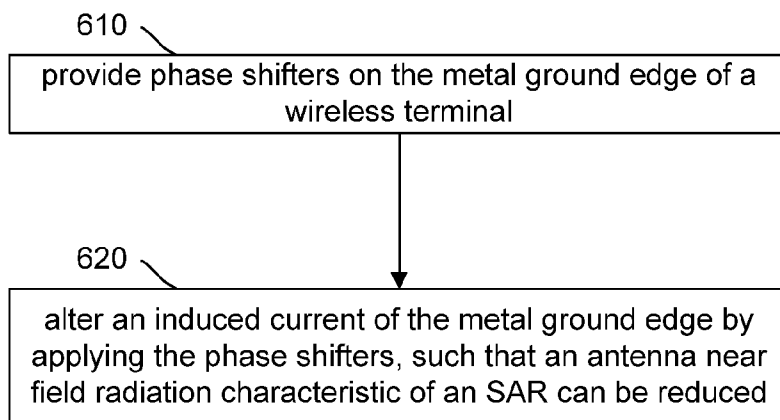 610
provide phase shifters on the metal ground edge of a
wireless terminal
620
alter an induced current of the metal ground edge by
applying the phase shifters, such that an antenna near
field radiation characteristic of an SAR can be reduced